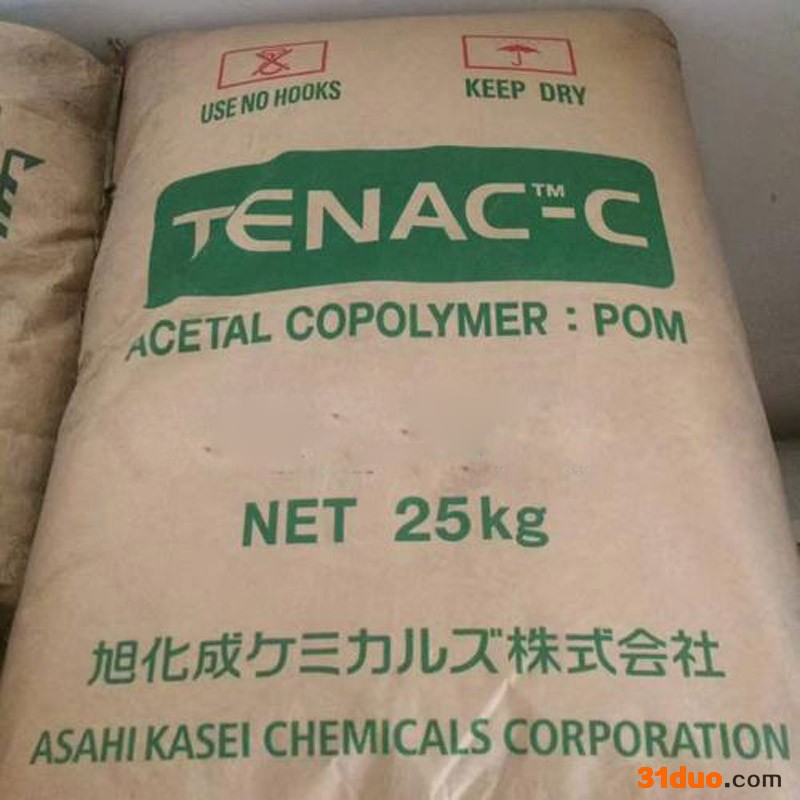 USE NO HOOKS
KEEP DRY
TENAC™-C
ACETAL COPOLYMER : POM
NET 25kg
旭化成ケミカルズ株式会社
ASAHI KASEI CHEMICALS CORPORATION
31duo.com